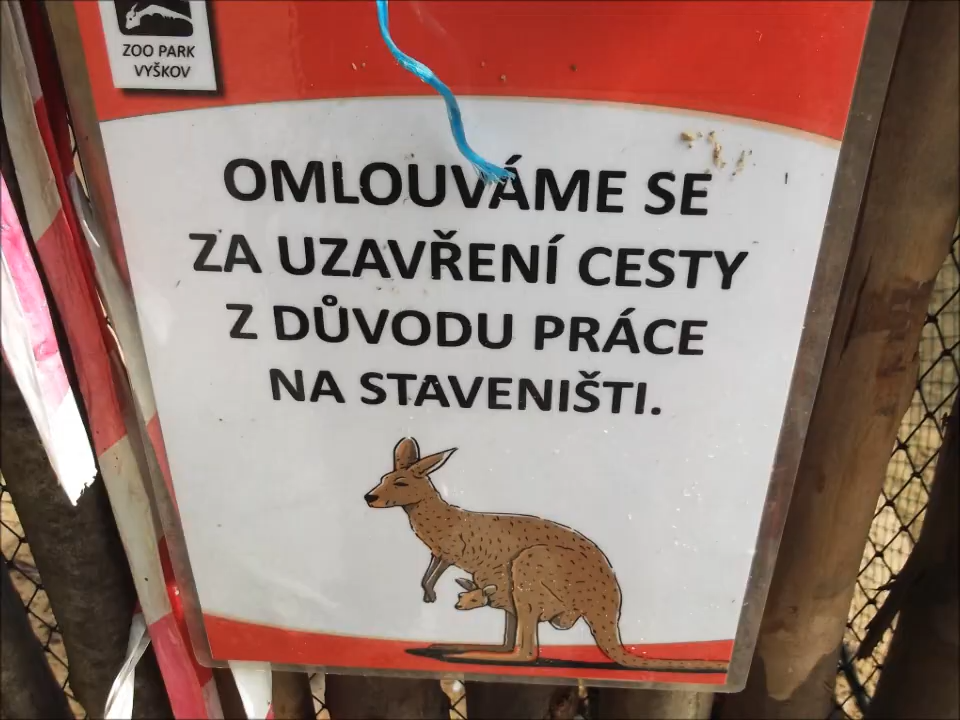 ZOO PARK
VYŠKOV
OMLOUVÁME SE
ZA UZAVŘENÍ CESTY
Z DŮVODU PRÁCE
NA STAVENIŠTI.